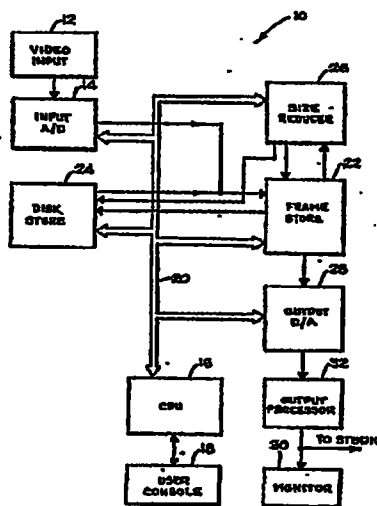 10
12
VIDEO
INPUT
14
INPUT
A/D
26
SIZE
REDUCER
24
DISK
STORE
22
FRAME
STORE
20
28
OUTPUT
D/A
16
CPU
32
OUTPUT
PROCESSOR
TO STUDIO
18
USER
CONSOLE
30
MONITOR